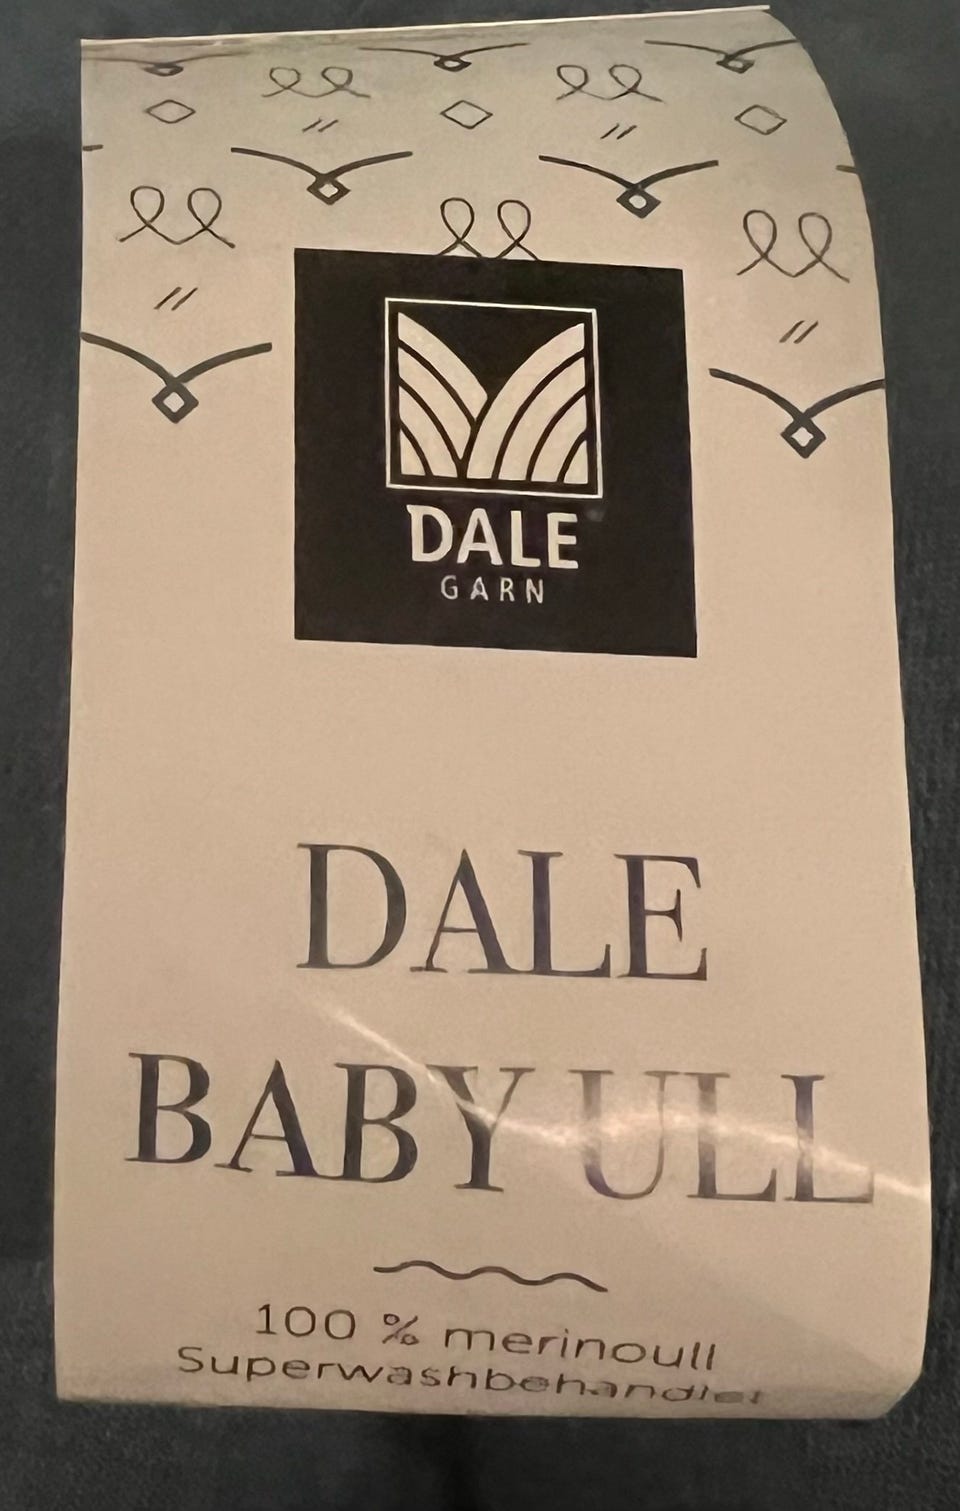 DALE
GARN
DALE
BABY ULL
100 % merinoull
Superwashbehandlet